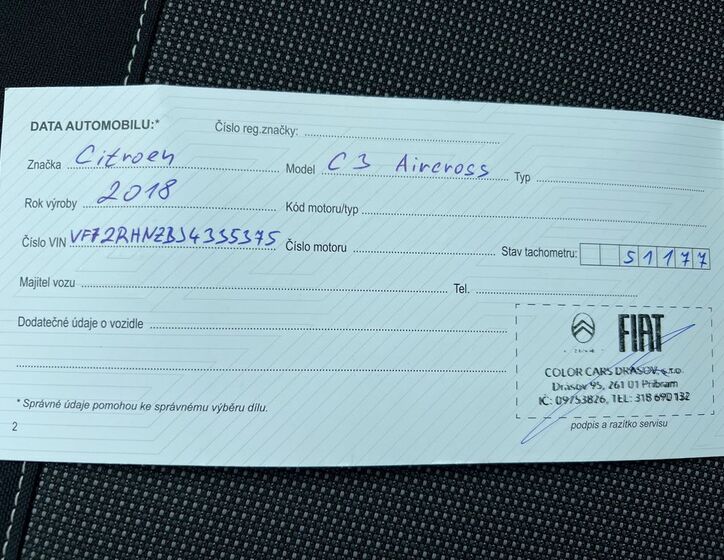 DATA AUTOMOBILU:* Číslo reg.značky:
Značka Citroen Model C3 Aircross Typ
Rok výroby 2018 Kód motoru/typ
Číslo VIN VF72RHNZBJ4335375 Číslo motoru Stav tachometru: 51177
Majitel vozu Tel.
Dodatečné údaje o vozidle
FIAT
COLOR CARS DRASOV, s.r.o.
Drásov 95, 261 01 Příbram
IČ: 09753826, TEL: 318 690 132
* Správné údaje pomohou ke správnému výběru dílu.
podpis a razítko servisu
2